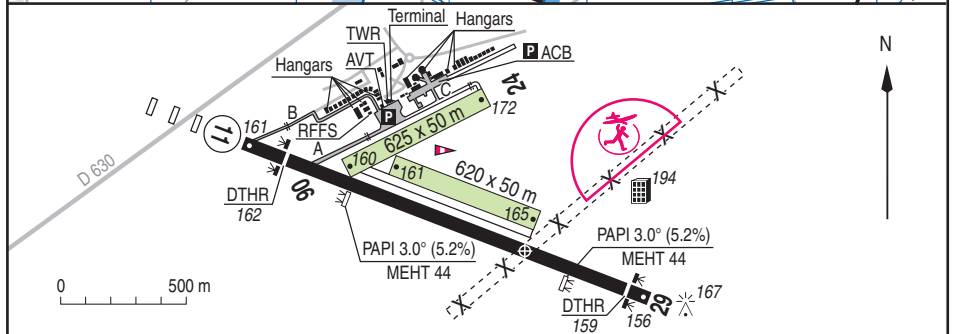 Terminal
Hangars
TWR
P ACB
AVT
Hangars
N
C
24
172
B
P
161
RFFS
625 x 50 m
11
A
160
161
620 x 50 m
D 630
06
194
DTHR
162
165
PAPI 3.0° (5.2%)
MEHT 44
PAPI 3.0° (5.2%)
MEHT 44
0 500 m
DTHR
159
156
29
167
X
X
X
X
X
X